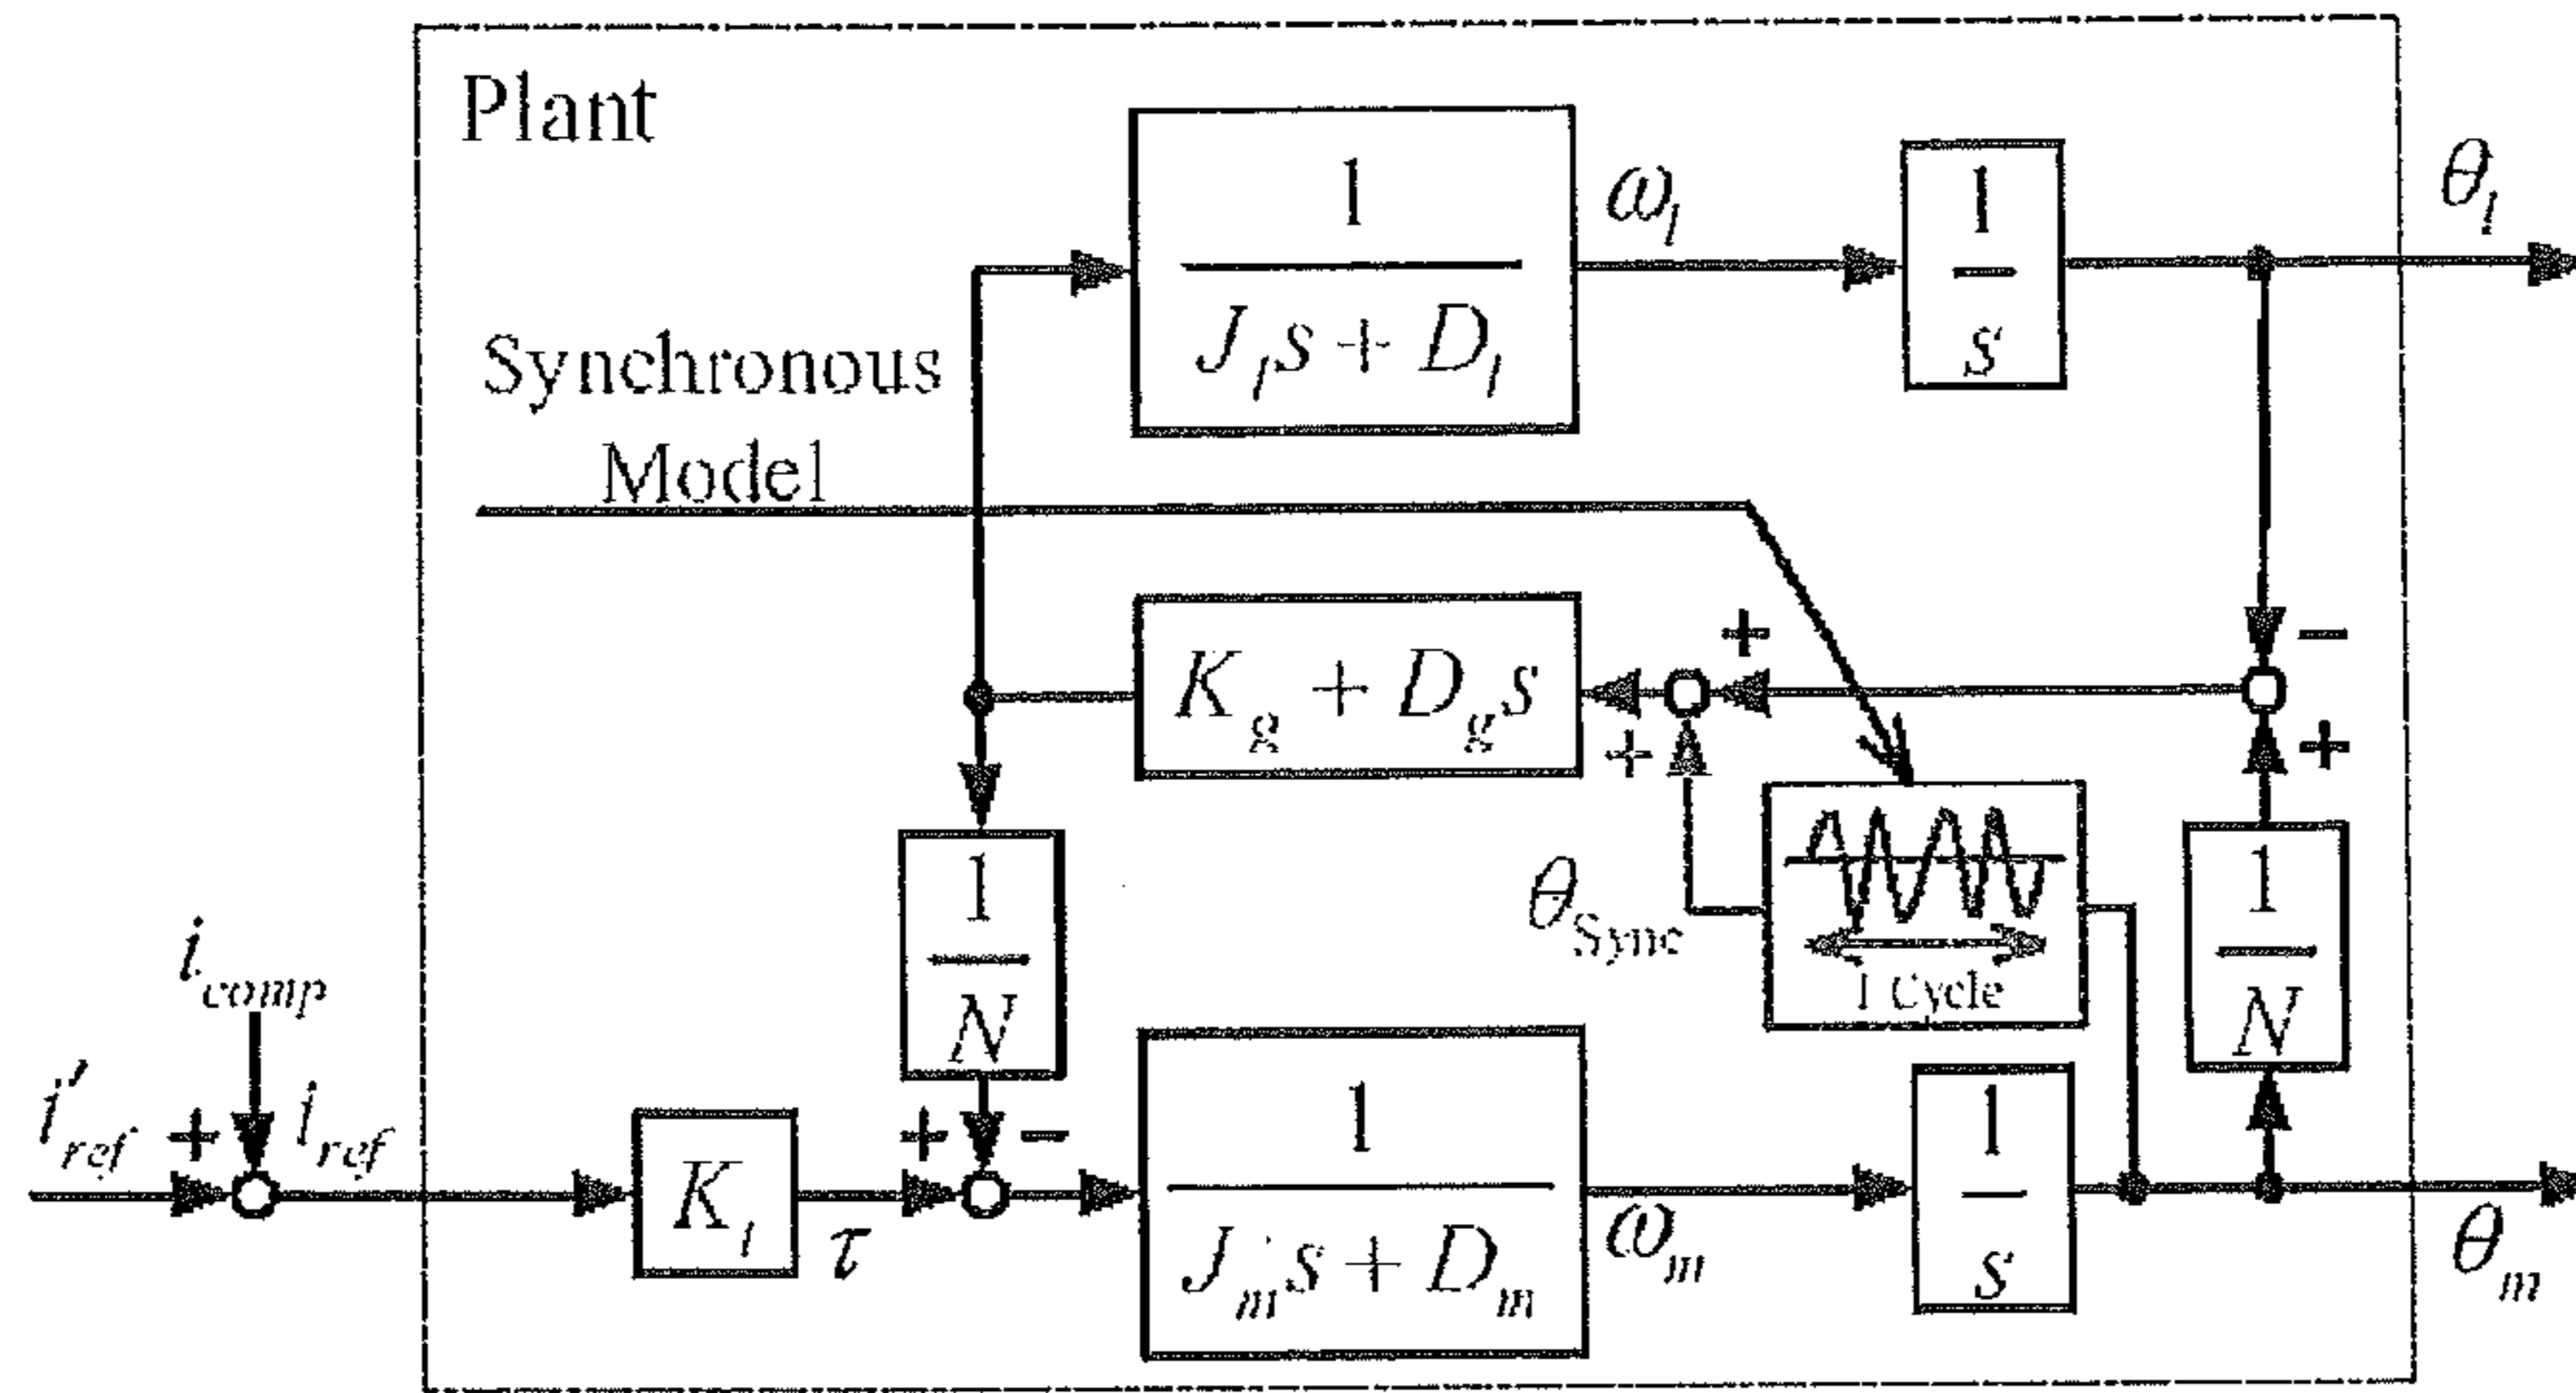 Plant
1
J_l s + D_l
ω_l
1
s
θ_l
Synchronous
Model
K_g + D_g s
+
−
+
+
1
N
θ_Sync
1 Cycle
1
N
i_comp
i'_ref
+
i_ref
K_t
τ
+
−
1
J_m s + D_m
ω_m
1
s
θ_m